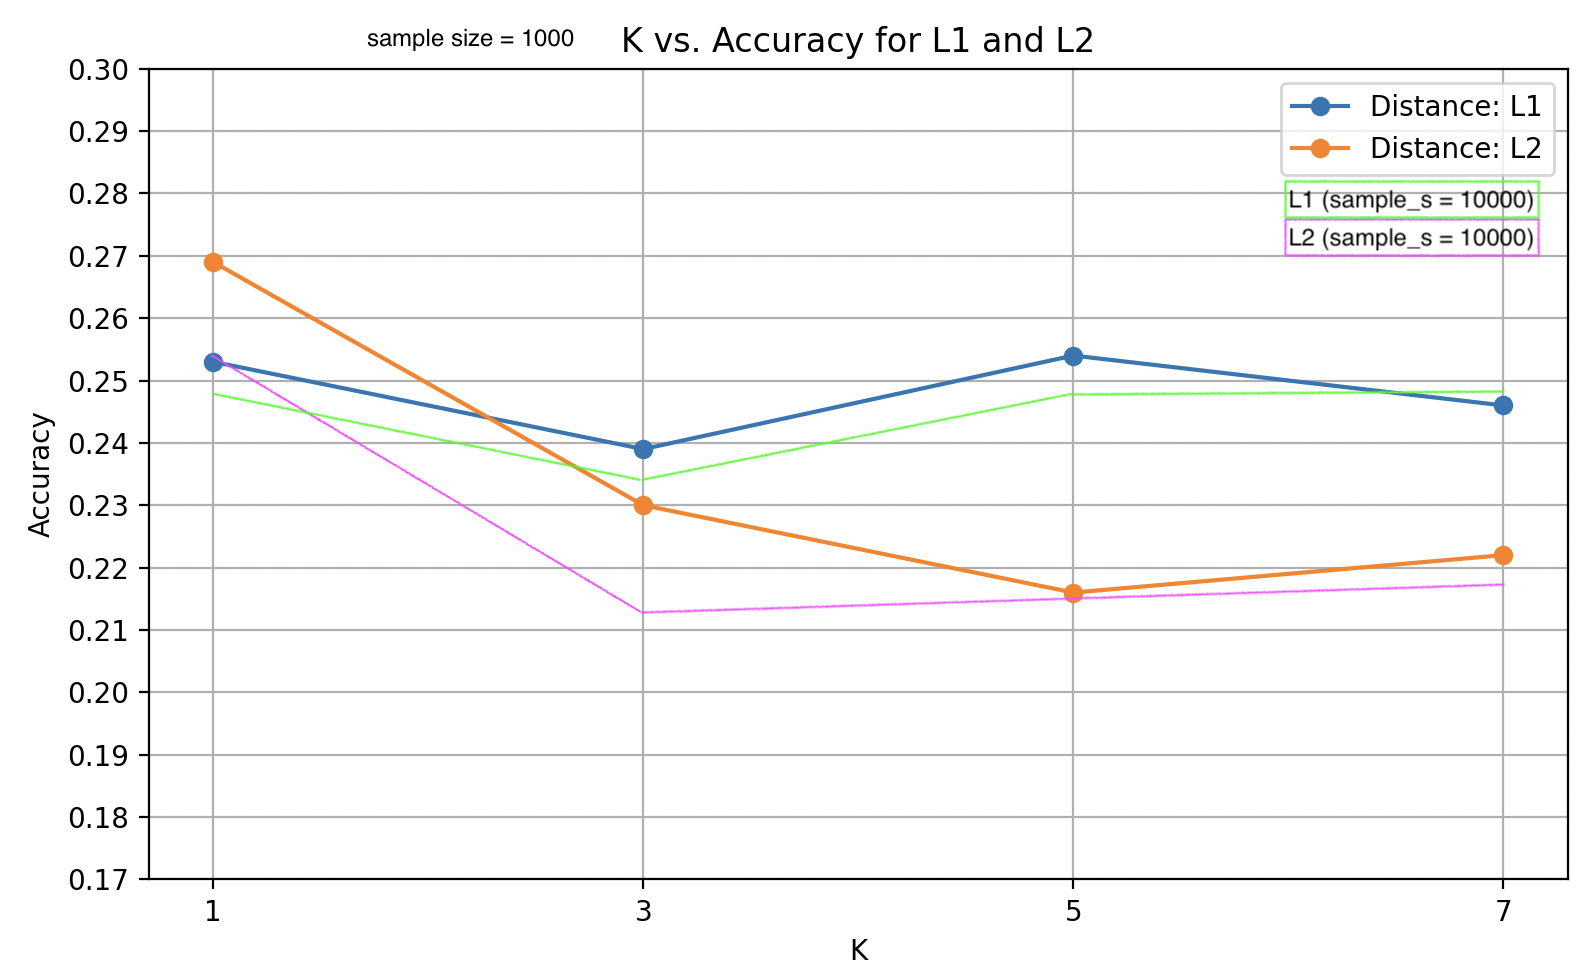 sample size = 1000
K vs. Accuracy for L1 and L2
Distance: L1
Distance: L2
L1 (sample_s = 10000)
L2 (sample_s = 10000)
Accuracy
0.30
0.29
0.28
0.27
0.26
0.25
0.24
0.23
0.22
0.21
0.20
0.19
0.18
0.17
1 3 5 7
K